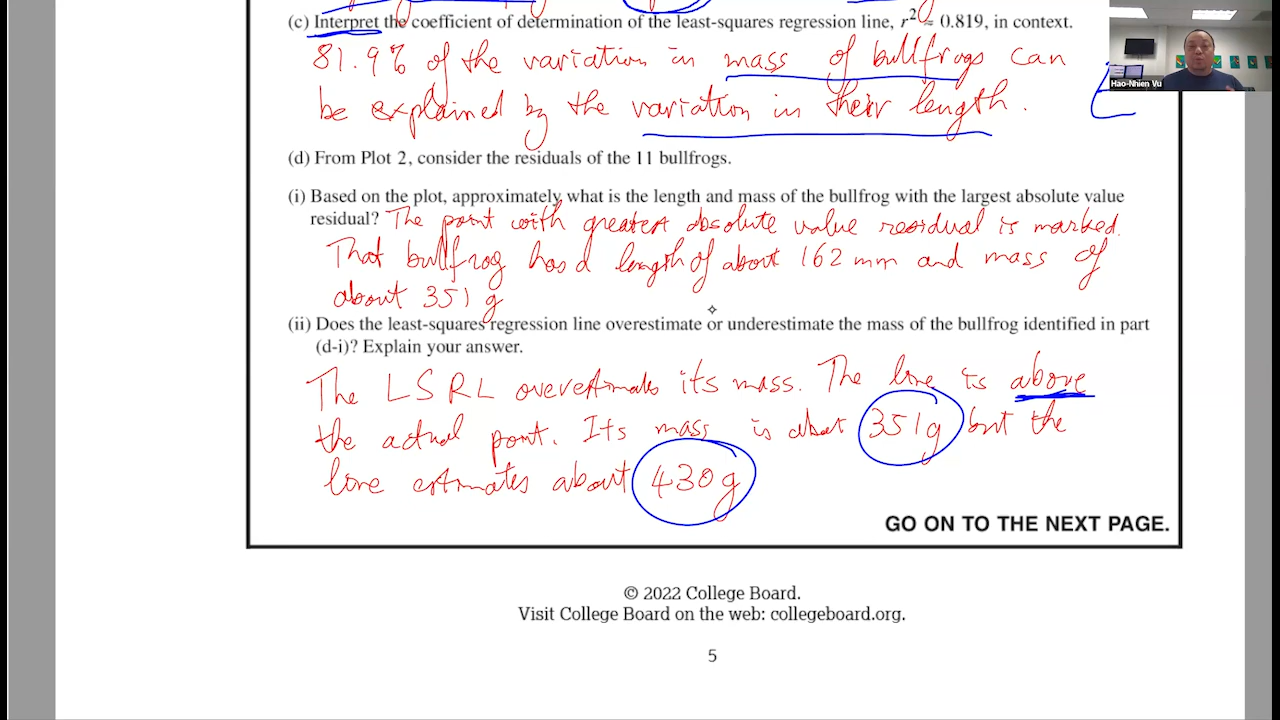 (c) Interpret the coefficient of determination of the least-squares regression line, r² ≈ 0.819, in context.
Hao-Nhien Vu
81.9% of the variation in mass of bullfrogs can
be explained by the variation in their length.
(d) From Plot 2, consider the residuals of the 11 bullfrogs.
(i) Based on the plot, approximately what is the length and mass of the bullfrog with the largest absolute value
residual? The point with greatest absolute value residual is marked.
That bullfrog has a length of about 162 mm and mass of
about 351 g
(ii) Does the least-squares regression line overestimate or underestimate the mass of the bullfrog identified in part
(d-i)? Explain your answer.
The LSRL overestimates its mass. The line is above
the actual point. Its mass is about 351g but the
line estimates about 430g
GO ON TO THE NEXT PAGE.
© 2022 College Board.
Visit College Board on the web: collegeboard.org.
5